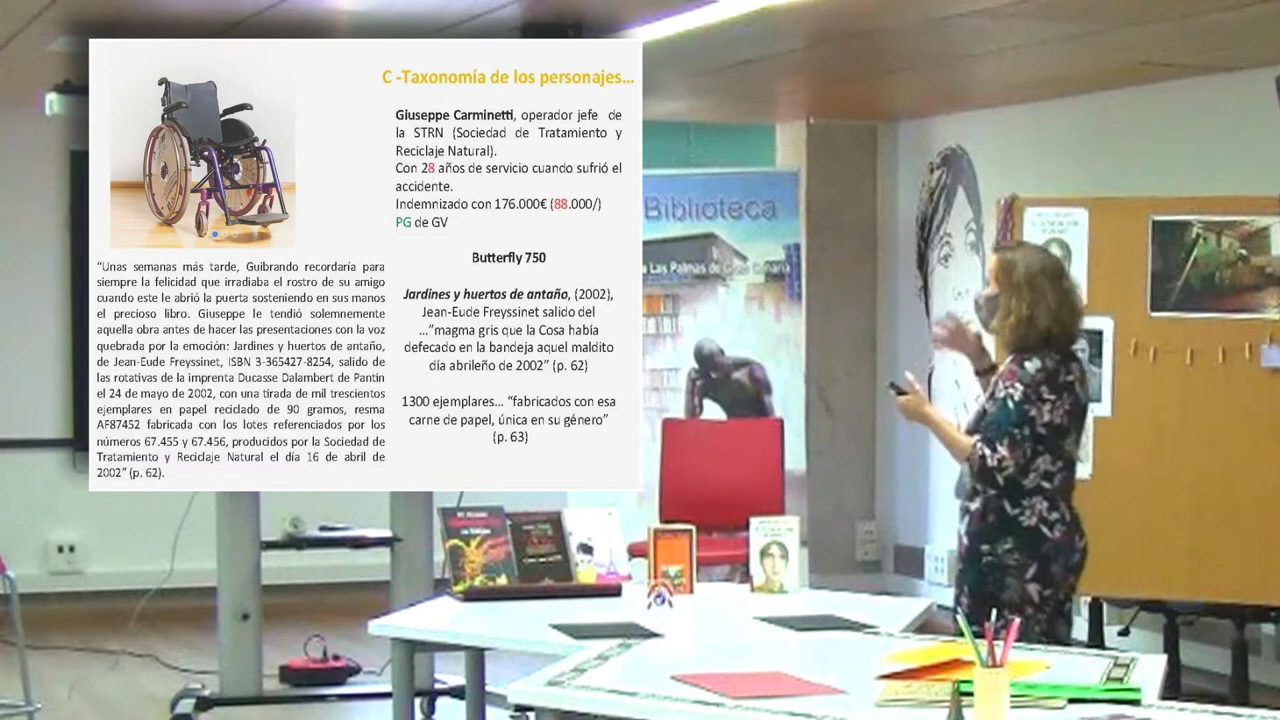 C -Taxonomía de los personajes...
Giuseppe Carminetti, operador jefe de
la STRN (Sociedad de Tratamiento y
Reciclaje Natural).
Con 28 años de servicio cuando sufrió el
accidente.
Indemnizado con 176.000€ (88.000/)
PG de GV
Butterfly 750
Jardines y huertos de antaño, (2002),
Jean-Eude Freyssinet salido del
..."magma gris que la Cosa había
defecado en la bandeja aquel maldito
día abrileño de 2002" (p. 62)
1300 ejemplares... "fabricados con esa
carne de papel, única en su género"
(p. 63)
"Unas semanas más tarde, Guibrando recordaría para
siempre la felicidad que irradiaba el rostro de su amigo
cuando este le abrió la puerta sosteniendo en sus manos
el precioso libro. Giuseppe le tendió solemnemente
aquella obra antes de hacer las presentaciones con la voz
quebrada por la emoción: Jardines y huertos de antaño,
de Jean-Eude Freyssinet, ISBN 3-365427-8254, salido de
las rotativas de la imprenta Ducasse Dalambert de Pantin
el 24 de mayo de 2002, con una tirada de mil trescientos
ejemplares en papel reciclado de 90 gramos, resma
AF87452 fabricada con los lotes referenciados por los
números 67.455 y 67.456, producidos por la Sociedad de
Tratamiento y Reciclaje Natural el día 16 de abril de
2002" (p. 62).
Biblioteca
a Las Palmas de Gran Canaria